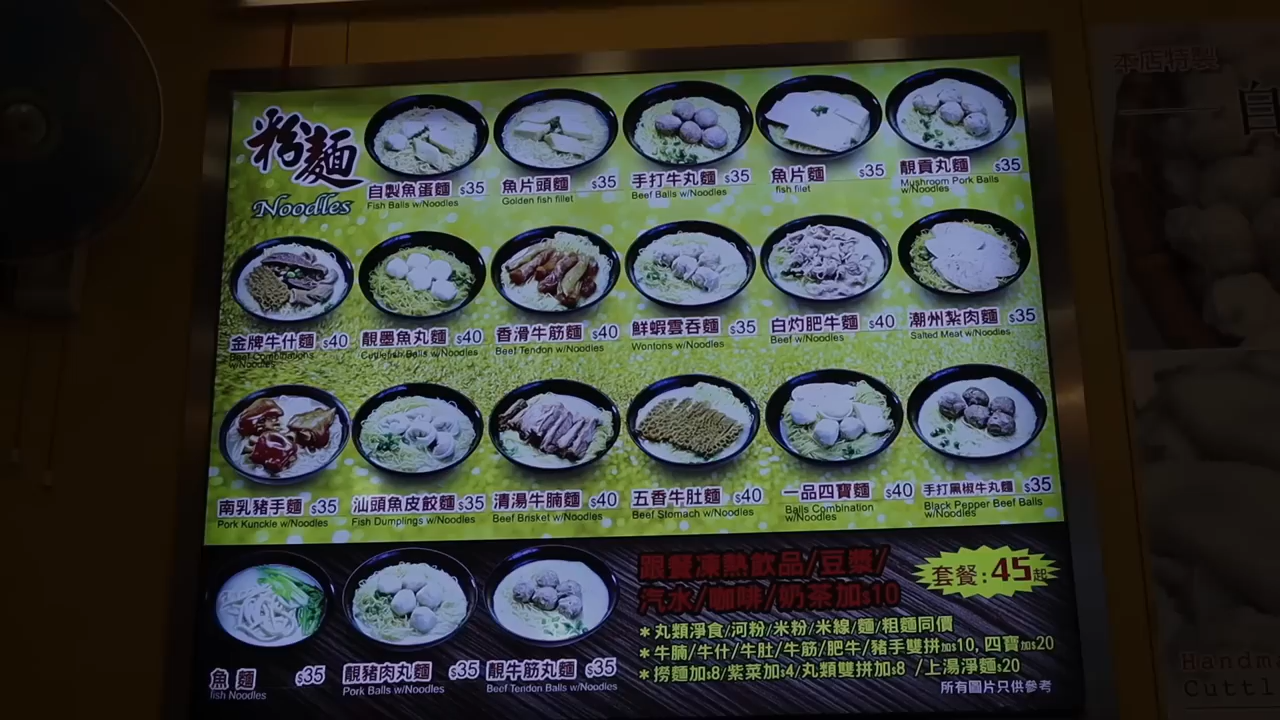 本店特製
自
粉麵
Noodles
自製魚蛋麵 $35
Fish Balls w/Noodles
魚片頭麵 $35
Golden fish fillet
手打牛丸麵 $35
Beef Balls w/Noodles
魚片麵 $35
fish filet
靚貢丸麵 $35
Mushroom Pork Balls
w/Noodles
金牌牛什麵 $40
Beef Combinations
w/Noodles
靚墨魚丸麵 $40
Cuttlefish Balls w/Noodles
香滑牛筋麵 $40
Beef Tendon w/Noodles
鮮蝦雲吞麵 $35
Wontons w/Noodles
白灼肥牛麵 $40
Beef w/Noodles
潮州紮肉麵 $35
Salted Meat w/Noodles
南乳豬手麵 $35
Pork Kunckle w/Noodles
汕頭魚皮餃麵 $35
Fish Dumplings w/Noodles
清湯牛腩麵 $40
Beef Brisket w/Noodles
五香牛肚麵 $40
Beef Stomach w/Noodles
一品四寶麵 $40
Balls Combination
w/Noodles
手打黑椒牛丸麵 $35
Black Pepper Beef Balls
w/Noodles
魚麵 $35
fish Noodles
靚豬肉丸麵 $35
Pork Balls w/Noodles
靚牛筋丸麵 $35
Beef Tendon Balls w/Noodles
跟餐凍熱飲品/豆漿/
汽水/咖啡/奶茶加$10
套餐:45起
*丸類淨食/河粉/米粉/米線/麵/粗麵同價
*牛腩/牛什/牛肚/牛筋/肥牛/豬手雙拼加$10, 四寶加$20
*撈麵加$8/紫菜加$4/丸類雙拼加$8 /上湯淨麵$20
所有圖片只供參考